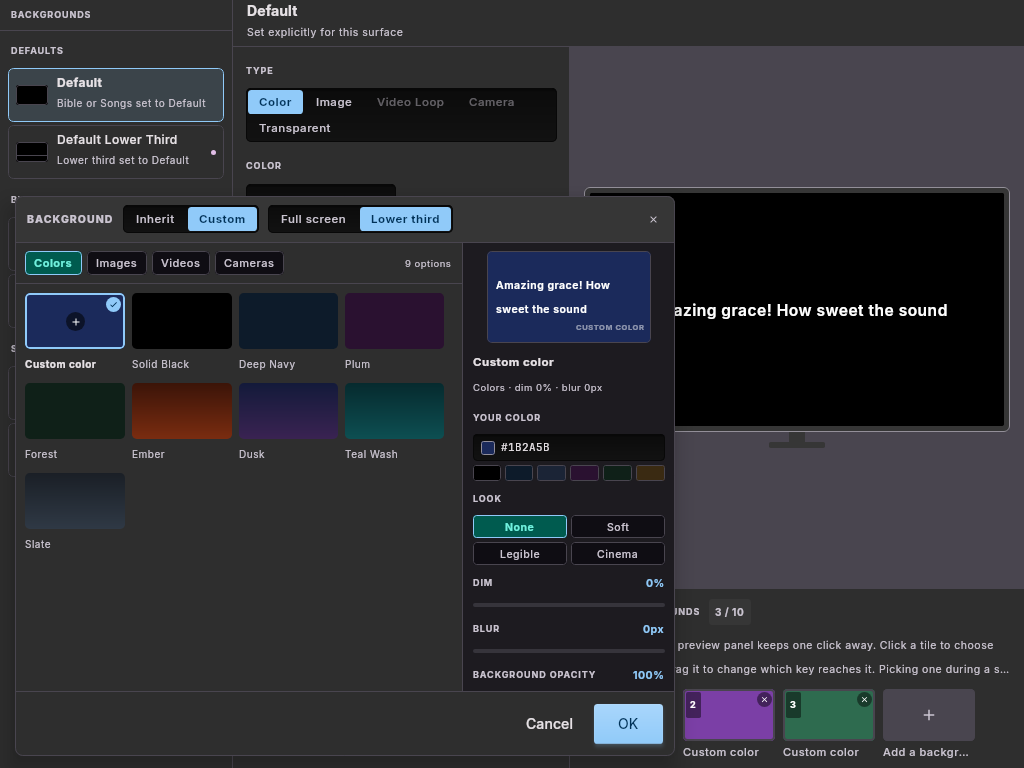 BACKGROUNDS
DEFAULTS
Default
Bible or Songs set to Default
Default Lower Third
Lower third set to Default
Default
Set explicitly for this surface
TYPE
Color
Image
Video Loop
Camera
Transparent
COLOR
BACKGROUND
Inherit
Custom
Full screen
Lower third
×
Colors
Images
Videos
Cameras
9 options
Custom color
Solid Black
Deep Navy
Plum
Forest
Ember
Dusk
Teal Wash
Slate
Amazing grace! How
sweet the sound
CUSTOM COLOR
Custom color
Colors · dim 0% · blur 0px
YOUR COLOR
#1B2A5B
LOOK
None
Soft
Legible
Cinema
DIM
0%
BLUR
0px
BACKGROUND OPACITY
100%
Cancel
OK
azing grace! How sweet the sound
3 / 10
preview panel keeps one click away. Click a tile to choose
ag it to change which key reaches it. Picking one during a s...
2
3
Custom color
Custom color
Add a backgr...